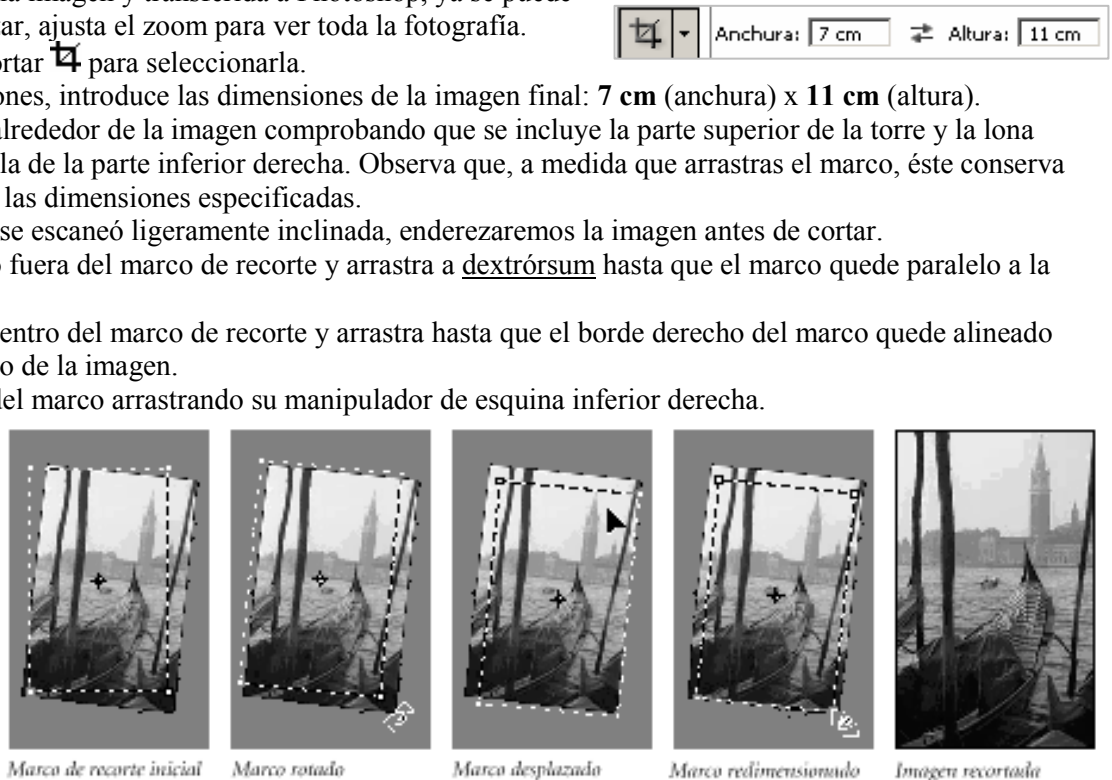 la imagen y transferida a Photoshop, ya se puede
ajusta el zoom para ver toda la fotografía.
Anchura: 7 cm Altura: 11 cm
para seleccionarla.
introduce las dimensiones de la imagen final: 7 cm (anchura) x 11 cm (altura).
alrededor de la imagen comprobando que se incluye la parte superior de la torre y la lona
de la parte inferior derecha. Observa que, a medida que arrastras el marco, éste conserva
las dimensiones especificadas.
se escaneó ligeramente inclinada, enderezaremos la imagen antes de cortar.
fuera del marco de recorte y arrastra a dextrórsum hasta que el marco quede paralelo a la
entro del marco de recorte y arrastra hasta que el borde derecho del marco quede alineado
o de la imagen.
del marco arrastrando su manipulador de esquina inferior derecha.
Marco de recorte inicial Marco rotado Marco desplazado Marco redimensionado Imagen recortada